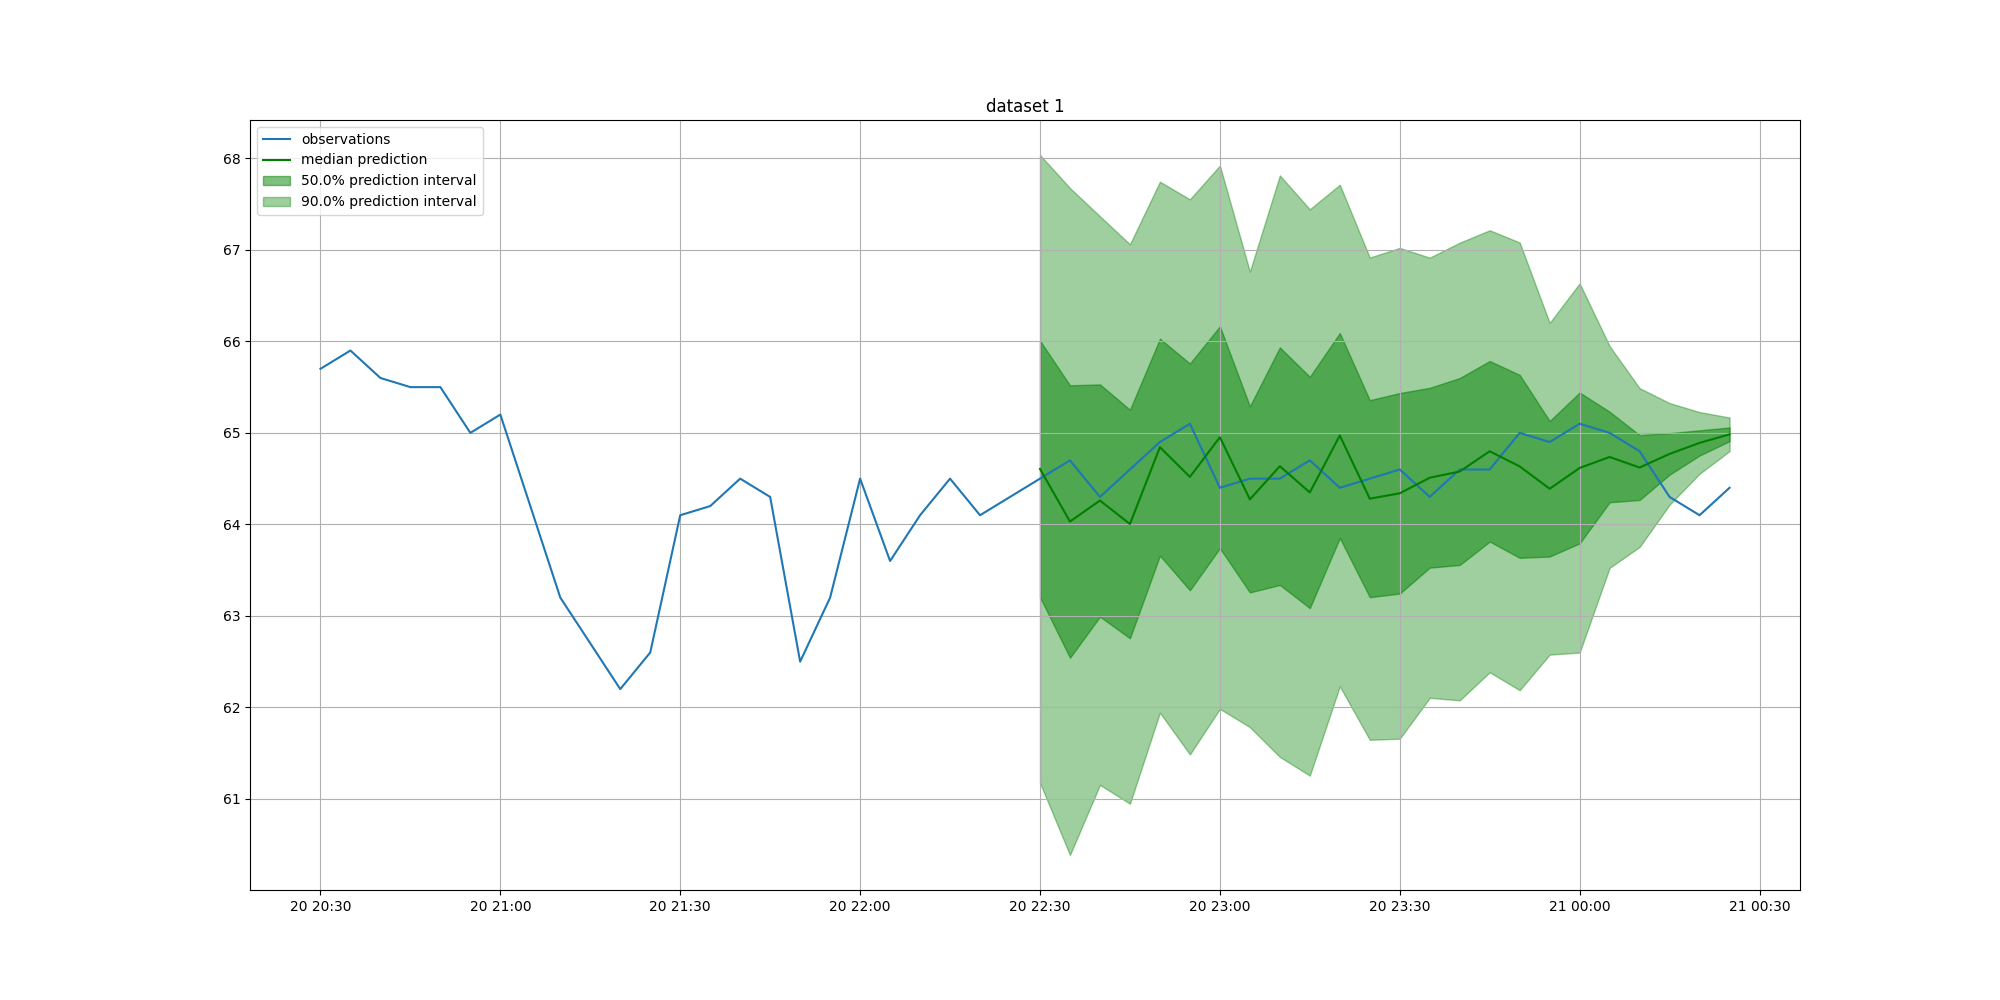 dataset 1
observations
median prediction
50.0% prediction interval
90.0% prediction interval
68
67
66
65
64
63
62
61
20 20:30 20 21:00 20 21:30 20 22:00 20 22:30 20 23:00 20 23:30 21 00:00 21 00:30